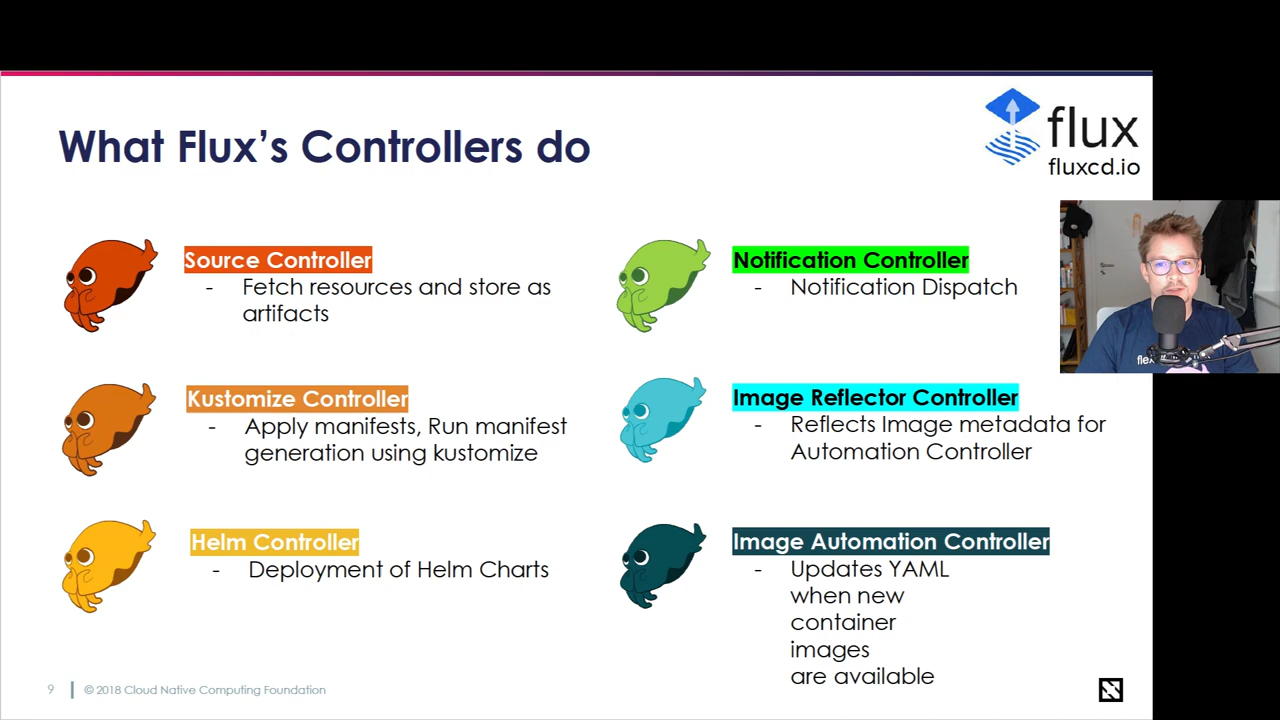 What Flux's Controllers do
flux
fluxcd.io
Source Controller
- Fetch resources and store as
artifacts
Kustomize Controller
- Apply manifests, Run manifest
generation using kustomize
Helm Controller
- Deployment of Helm Charts
Notification Controller
- Notification Dispatch
Image Reflector Controller
- Reflects Image metadata for
Automation Controller
Image Automation Controller
- Updates YAML
when new
container
images
are available
9
© 2018 Cloud Native Computing Foundation